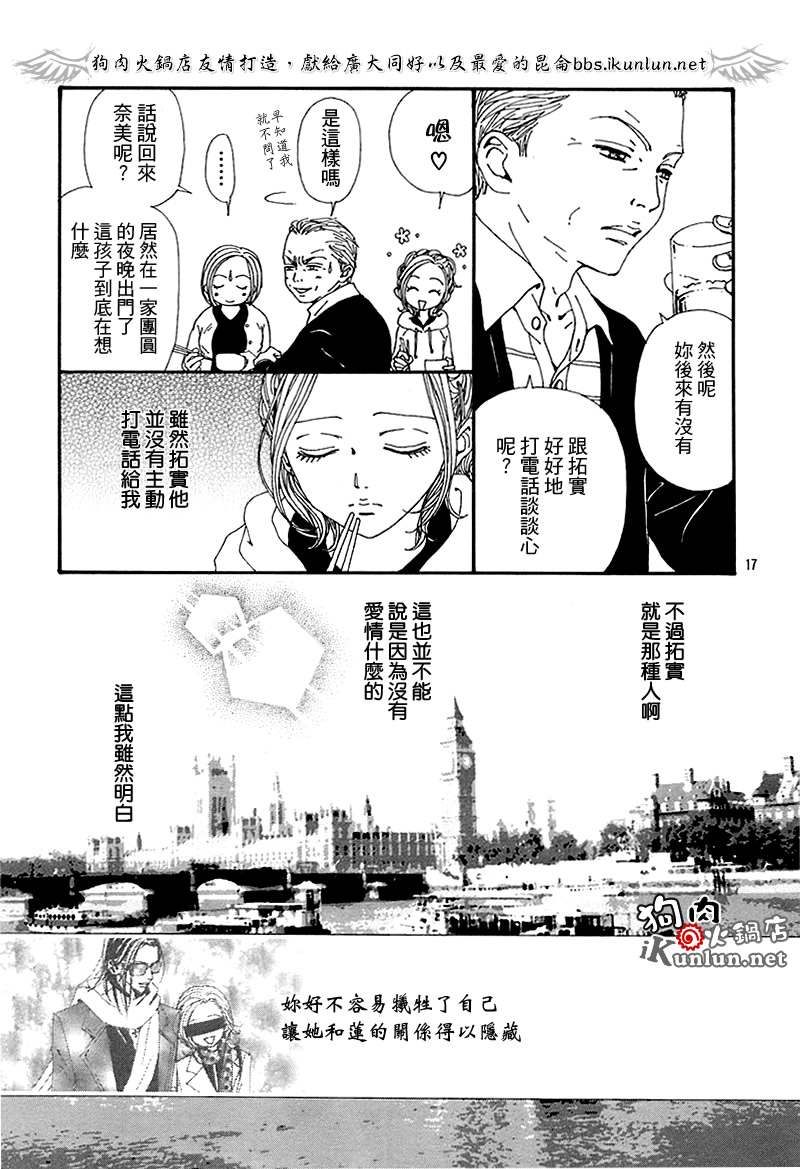 狗肉火鍋店友情打造，獻給廣大同好以及最愛的昆侖bbs.ikunlun.net
然後呢
妳後來有沒有
跟拓實
好好地
打電話談談心
呢？
嗯♡
是這樣嗎
早知道我
就不問了
……
話說回來
奈美呢？
居然在一家團圓
的夜晚出門了
這孩子到底在想
什麼
雖然拓實他
並沒有主動
打電話給我
17
不過拓實
就是那種人啊
這也並不能
說是因為沒有
愛情什麼的
這點我雖然明白
狗肉火鍋店
iKunlun.net
妳好不容易犧牲了自己
讓她和蓮的關係得以隱藏